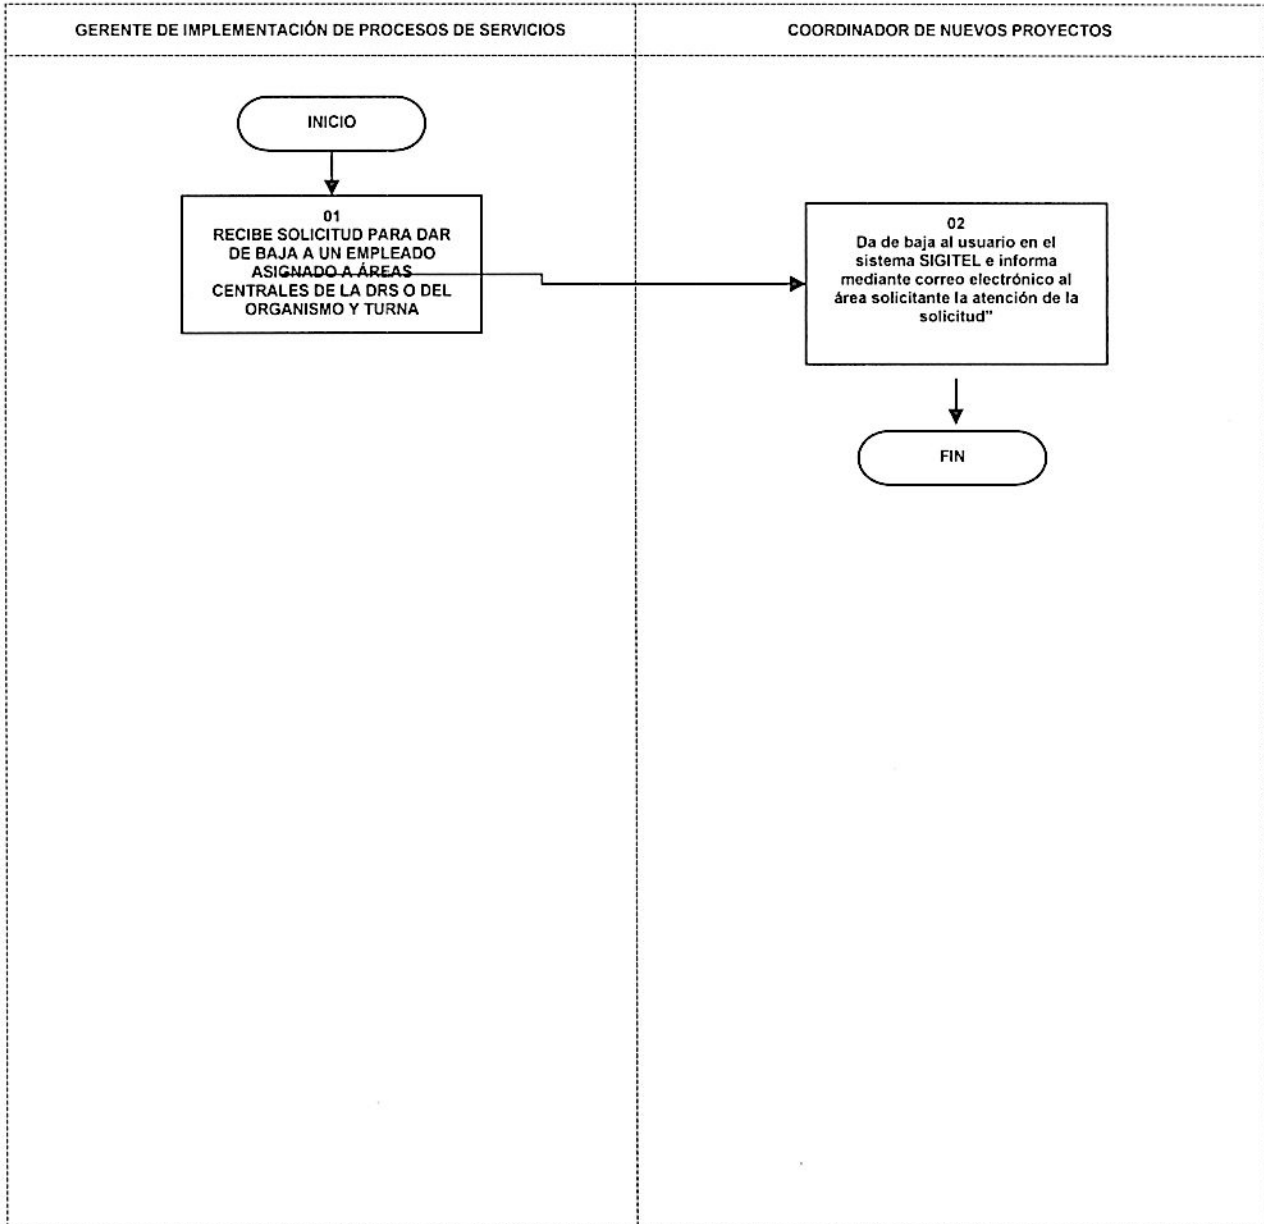 GERENTE DE IMPLEMENTACIÓN DE PROCESOS DE SERVICIOS
COORDINADOR DE NUEVOS PROYECTOS
INICIO
01
RECIBE SOLICITUD PARA DAR
DE BAJA A UN EMPLEADO
ASIGNADO A ÁREAS
CENTRALES DE LA DRS O DEL
ORGANISMO Y TURNA
02
Da de baja al usuario en el
sistema SIGITEL e informa
mediante correo electrónico al
área solicitante la atención de la
solicitud”
FIN